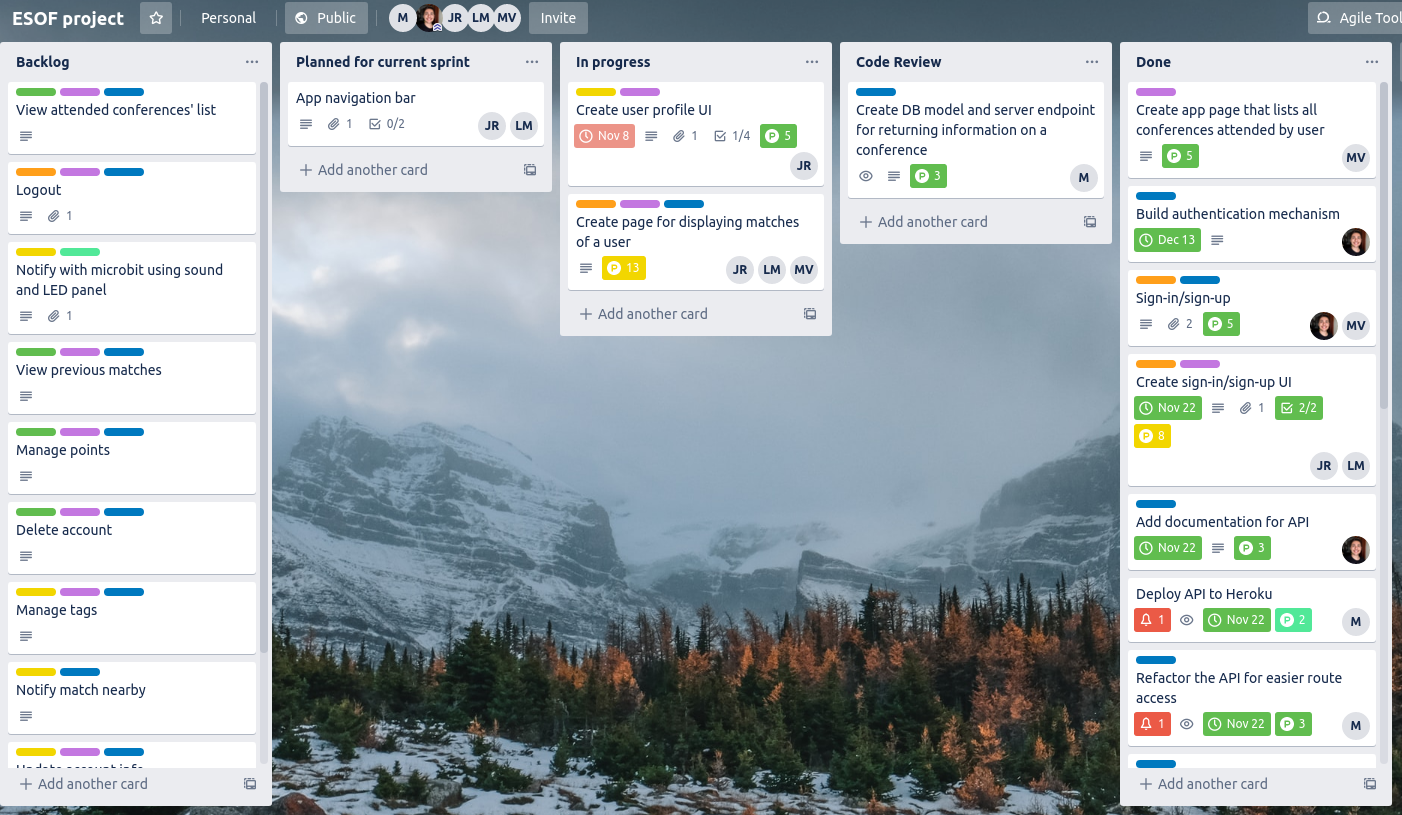 ESOF project
Personal
Public
M
JR
LM
MV
Invite
Agile Tool
Backlog
View attended conferences' list
Logout
1
Notify with microbit using sound
and LED panel
1
View previous matches
Manage points
Delete account
Manage tags
Notify match nearby
Update account info
Add another card
Planned for current sprint
App navigation bar
1
0/2
JR
LM
Add another card
In progress
Create user profile UI
Nov 8
1
1/4
P 5
JR
Create page for displaying matches
of a user
P 13
JR
LM
MV
Add another card
Code Review
Create DB model and server endpoint
for returning information on a
conference
P 3
M
Add another card
Done
Create app page that lists all
conferences attended by user
P 5
MV
Build authentication mechanism
Dec 13
Sign-in/sign-up
2
P 5
MV
Create sign-in/sign-up UI
Nov 22
1
2/2
P 8
JR
LM
Add documentation for API
Nov 22
P 3
Deploy API to Heroku
1
Nov 22
P 2
M
Refactor the API for easier route
access
1
Nov 22
P 3
M
Add another card